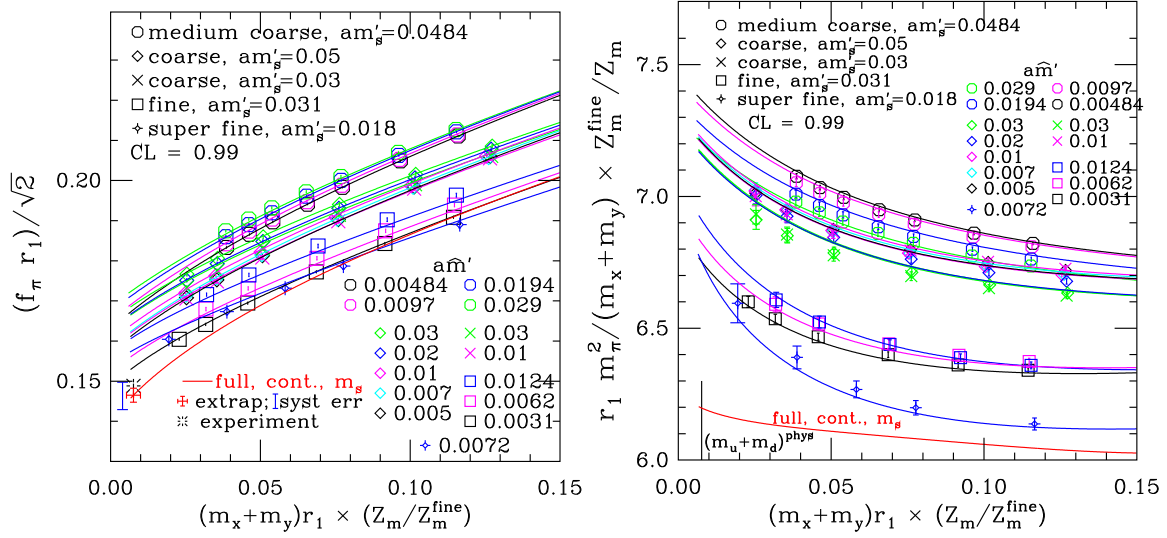 medium coarse, am's=0.0484
coarse, am's=0.05
coarse, am's=0.03
fine, am's=0.031
super fine, am's=0.018
CL = 0.99
0.20
0.15
(fπ r1)/√2
am̂'
0.00484 0.0194
0.0097 0.029
0.03 0.03
0.02 0.01
0.01 0.0124
0.007 0.0062
0.005 0.0031
0.0072
full, cont., ms
extrap; syst err
experiment
0.00 0.05 0.10 0.15
(mx+my)r1 × (Zm/Zm^fine)
medium coarse, am's=0.0484
coarse, am's=0.05
coarse, am's=0.03
fine, am's=0.031
super fine, am's=0.018
CL = 0.99
7.5
7.0
6.5
6.0
r1 mπ^2/(mx+my) × Zm^fine/Zm
am̂'
0.029 0.0097
0.0194 0.00484
0.03 0.03
0.02 0.01
0.01 0.0124
0.007 0.0062
0.005 0.0031
0.0072
full, cont., ms
(mu+md)^phys
0.00 0.05 0.10 0.15
(mx+my)r1 × (Zm/Zm^fine)